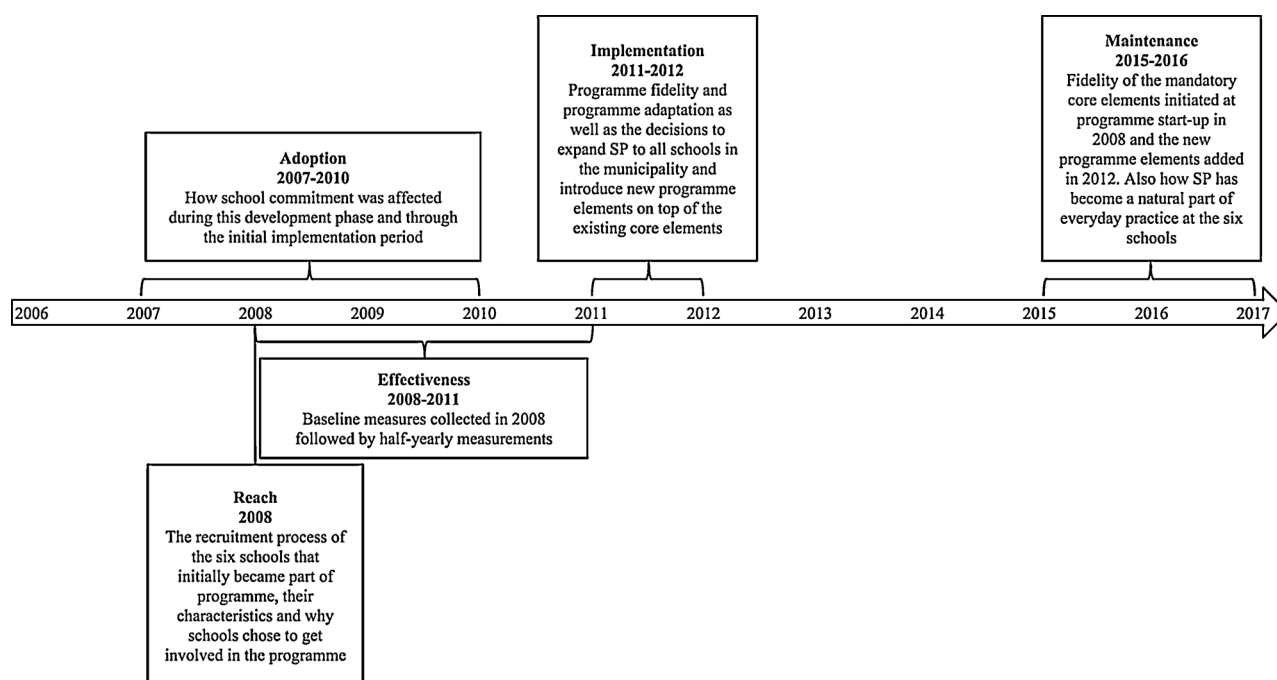 Implementation
2011-2012
Programme fidelity and
programme adaptation as
well as the decisions to
expand SP to all schools in
the municipality and
introduce new programme
elements on top of the
existing core elements
Maintenance
2015-2016
Fidelity of the mandatory
core elements initiated at
programme start-up in
2008 and the new
programme elements added
in 2012. Also how SP has
become a natural part of
everyday practice at the six
schools
Adoption
2007-2010
How school commitment was affected
during this development phase and through
the initial implementation period
2006 2007 2008 2009 2010 2011 2012 2013 2014 2015 2016 2017
Effectiveness
2008-2011
Baseline measures collected in 2008
followed by half-yearly measurements
Reach
2008
The recruitment process of
the six schools that
initially became part of
programme, their
characteristics and why
schools chose to get
involved in the programme